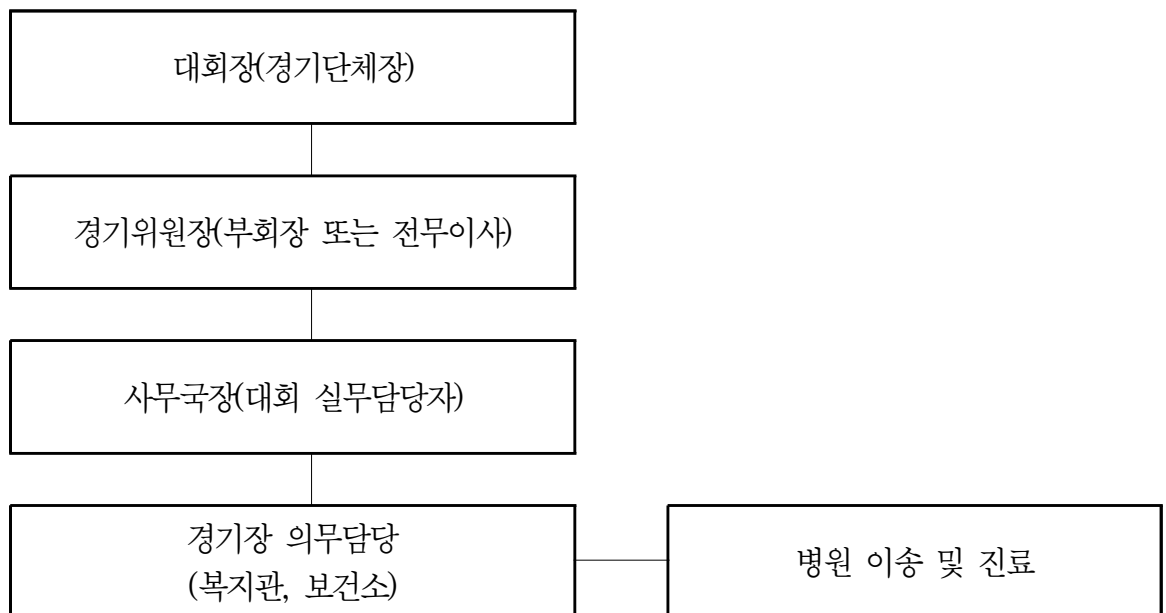 대회장(경기단체장)
경기위원장(부회장 또는 전무이사)
사무국장(대회 실무담당자)
경기장 의무담당
(복지관, 보건소)
병원 이송 및 진료